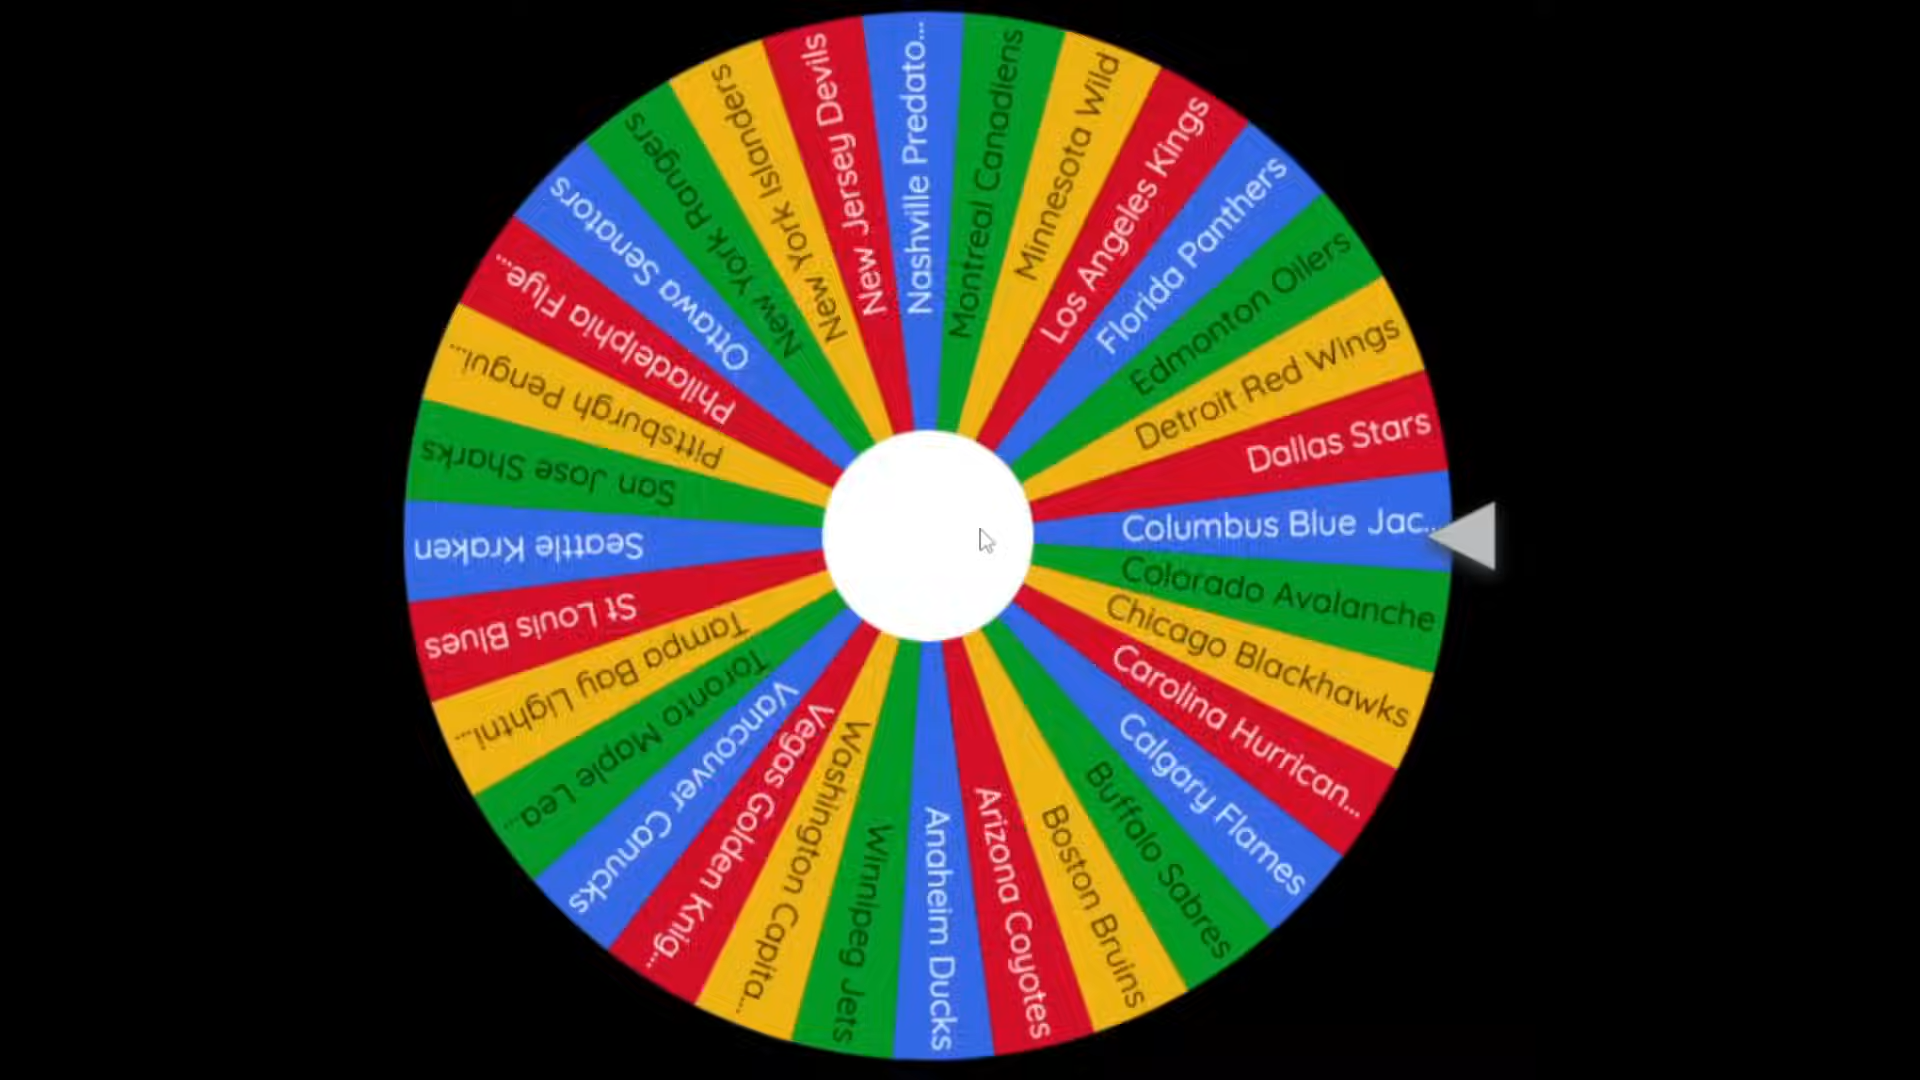 Nashville Predato...
Montreal Canadiens
Minnesota Wild
Los Angeles Kings
Florida Panthers
Edmonton Oilers
Detroit Red Wings
Dallas Stars
Columbus Blue Jac...
Colorado Avalanche
Chicago Blackhawks
Carolina Hurrican...
Calgary Flames
Buffalo Sabres
Boston Bruins
Arizona Coyotes
Anaheim Ducks
Winnipeg Jets
Washington Capita...
Vegas Golden Knig...
Vancouver Canucks
Toronto Maple Lea...
Tampa Bay Lightni...
St Louis Blues
Seattle Kraken
San Jose Sharks
Pittsburgh Pengui...
Philadelphia Flye...
Ottawa Senators
New York Rangers
New York Islanders
New Jersey Devils